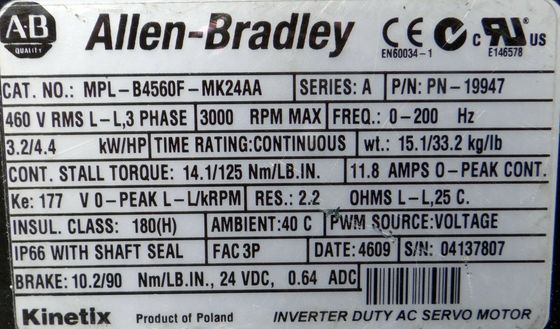 A-B Allen-Bradley CE C UL US
QUALITY EN60034-1 E146578
CAT. NO.: MPL-B4560F-MK24AA SERIES: A P/N: PN-19947
460 V RMS L-L,3 PHASE 3000 RPM MAX FREQ.: 0-200 Hz
3.2/4.4 kW/HP TIME RATING:CONTINUOUS wt.: 15.1/33.2 kg/lb
CONT. STALL TORQUE: 14.1/125 Nm/LB.IN. 11.8 AMPS 0-PEAK CONT.
Ke: 177 V 0-PEAK L-L/kRPM RES.: 2.2 OHMS L-L,25 C.
INSUL. CLASS: 180(H) AMBIENT:40 C PWM SOURCE:VOLTAGE
IP66 WITH SHAFT SEAL FAC 3P DATE: 4609 S/N: 04137807
BRAKE: 10.2/90 Nm/LB.IN., 24 VDC, 0.64 ADC
Kinetix Product of Poland INVERTER DUTY AC SERVO MOTOR